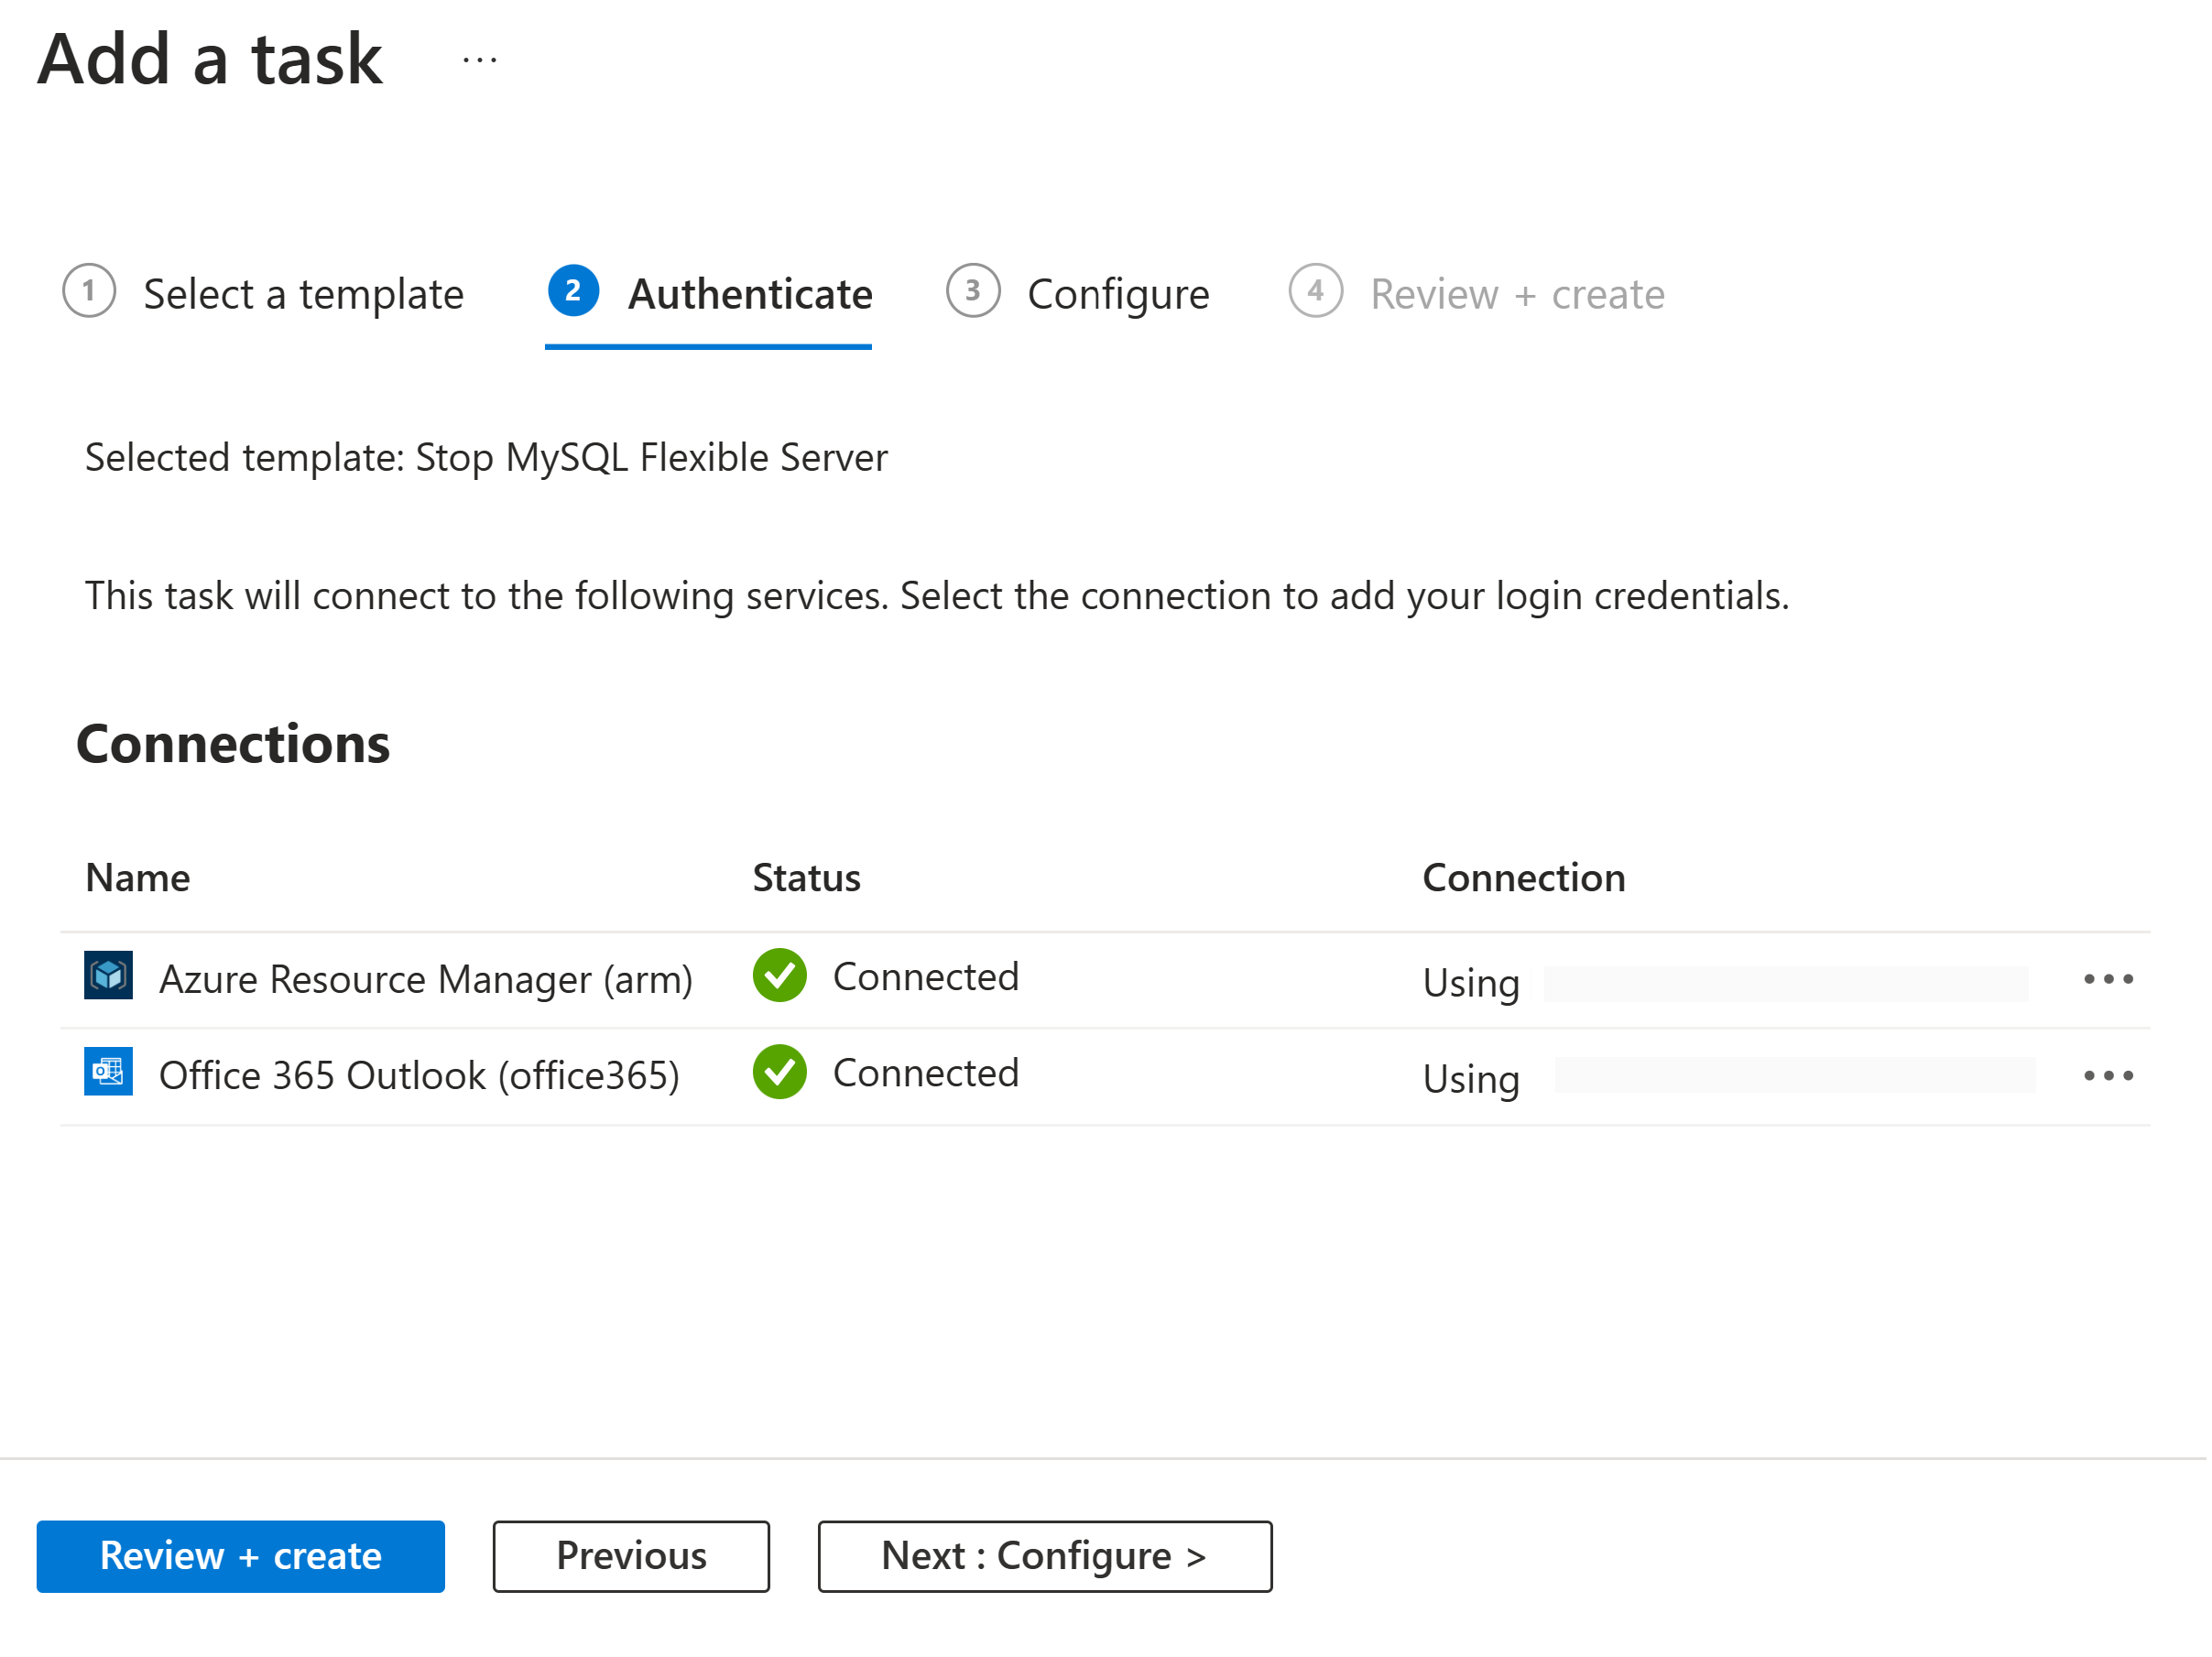 Add a task ...
1 Select a template 2 Authenticate 3 Configure 4 Review + create
Selected template: Stop MySQL Flexible Server
This task will connect to the following services. Select the connection to add your login credentials.
Connections
Name Status Connection
Azure Resource Manager (arm) Connected Using
Office 365 Outlook (office365) Connected Using
Review + create Previous Next : Configure >